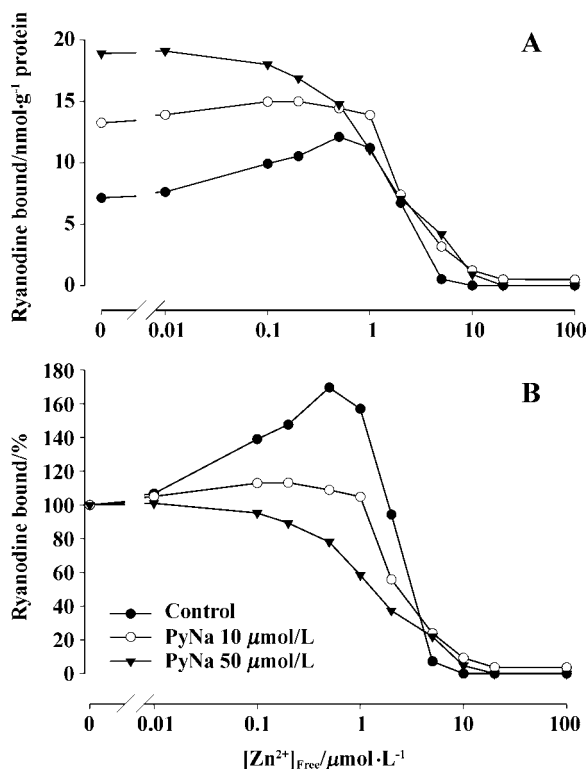 A
Ryanodine bound/nmol·g⁻¹ protein
20
15
10
5
0
0 0.01 0.1 1 10 100
B
Ryanodine bound/%
180
160
140
120
100
80
60
40
20
0
Control
PyNa 10 μmol/L
PyNa 50 μmol/L
0 0.01 0.1 1 10 100
[Zn²⁺]Free/μmol·L⁻¹